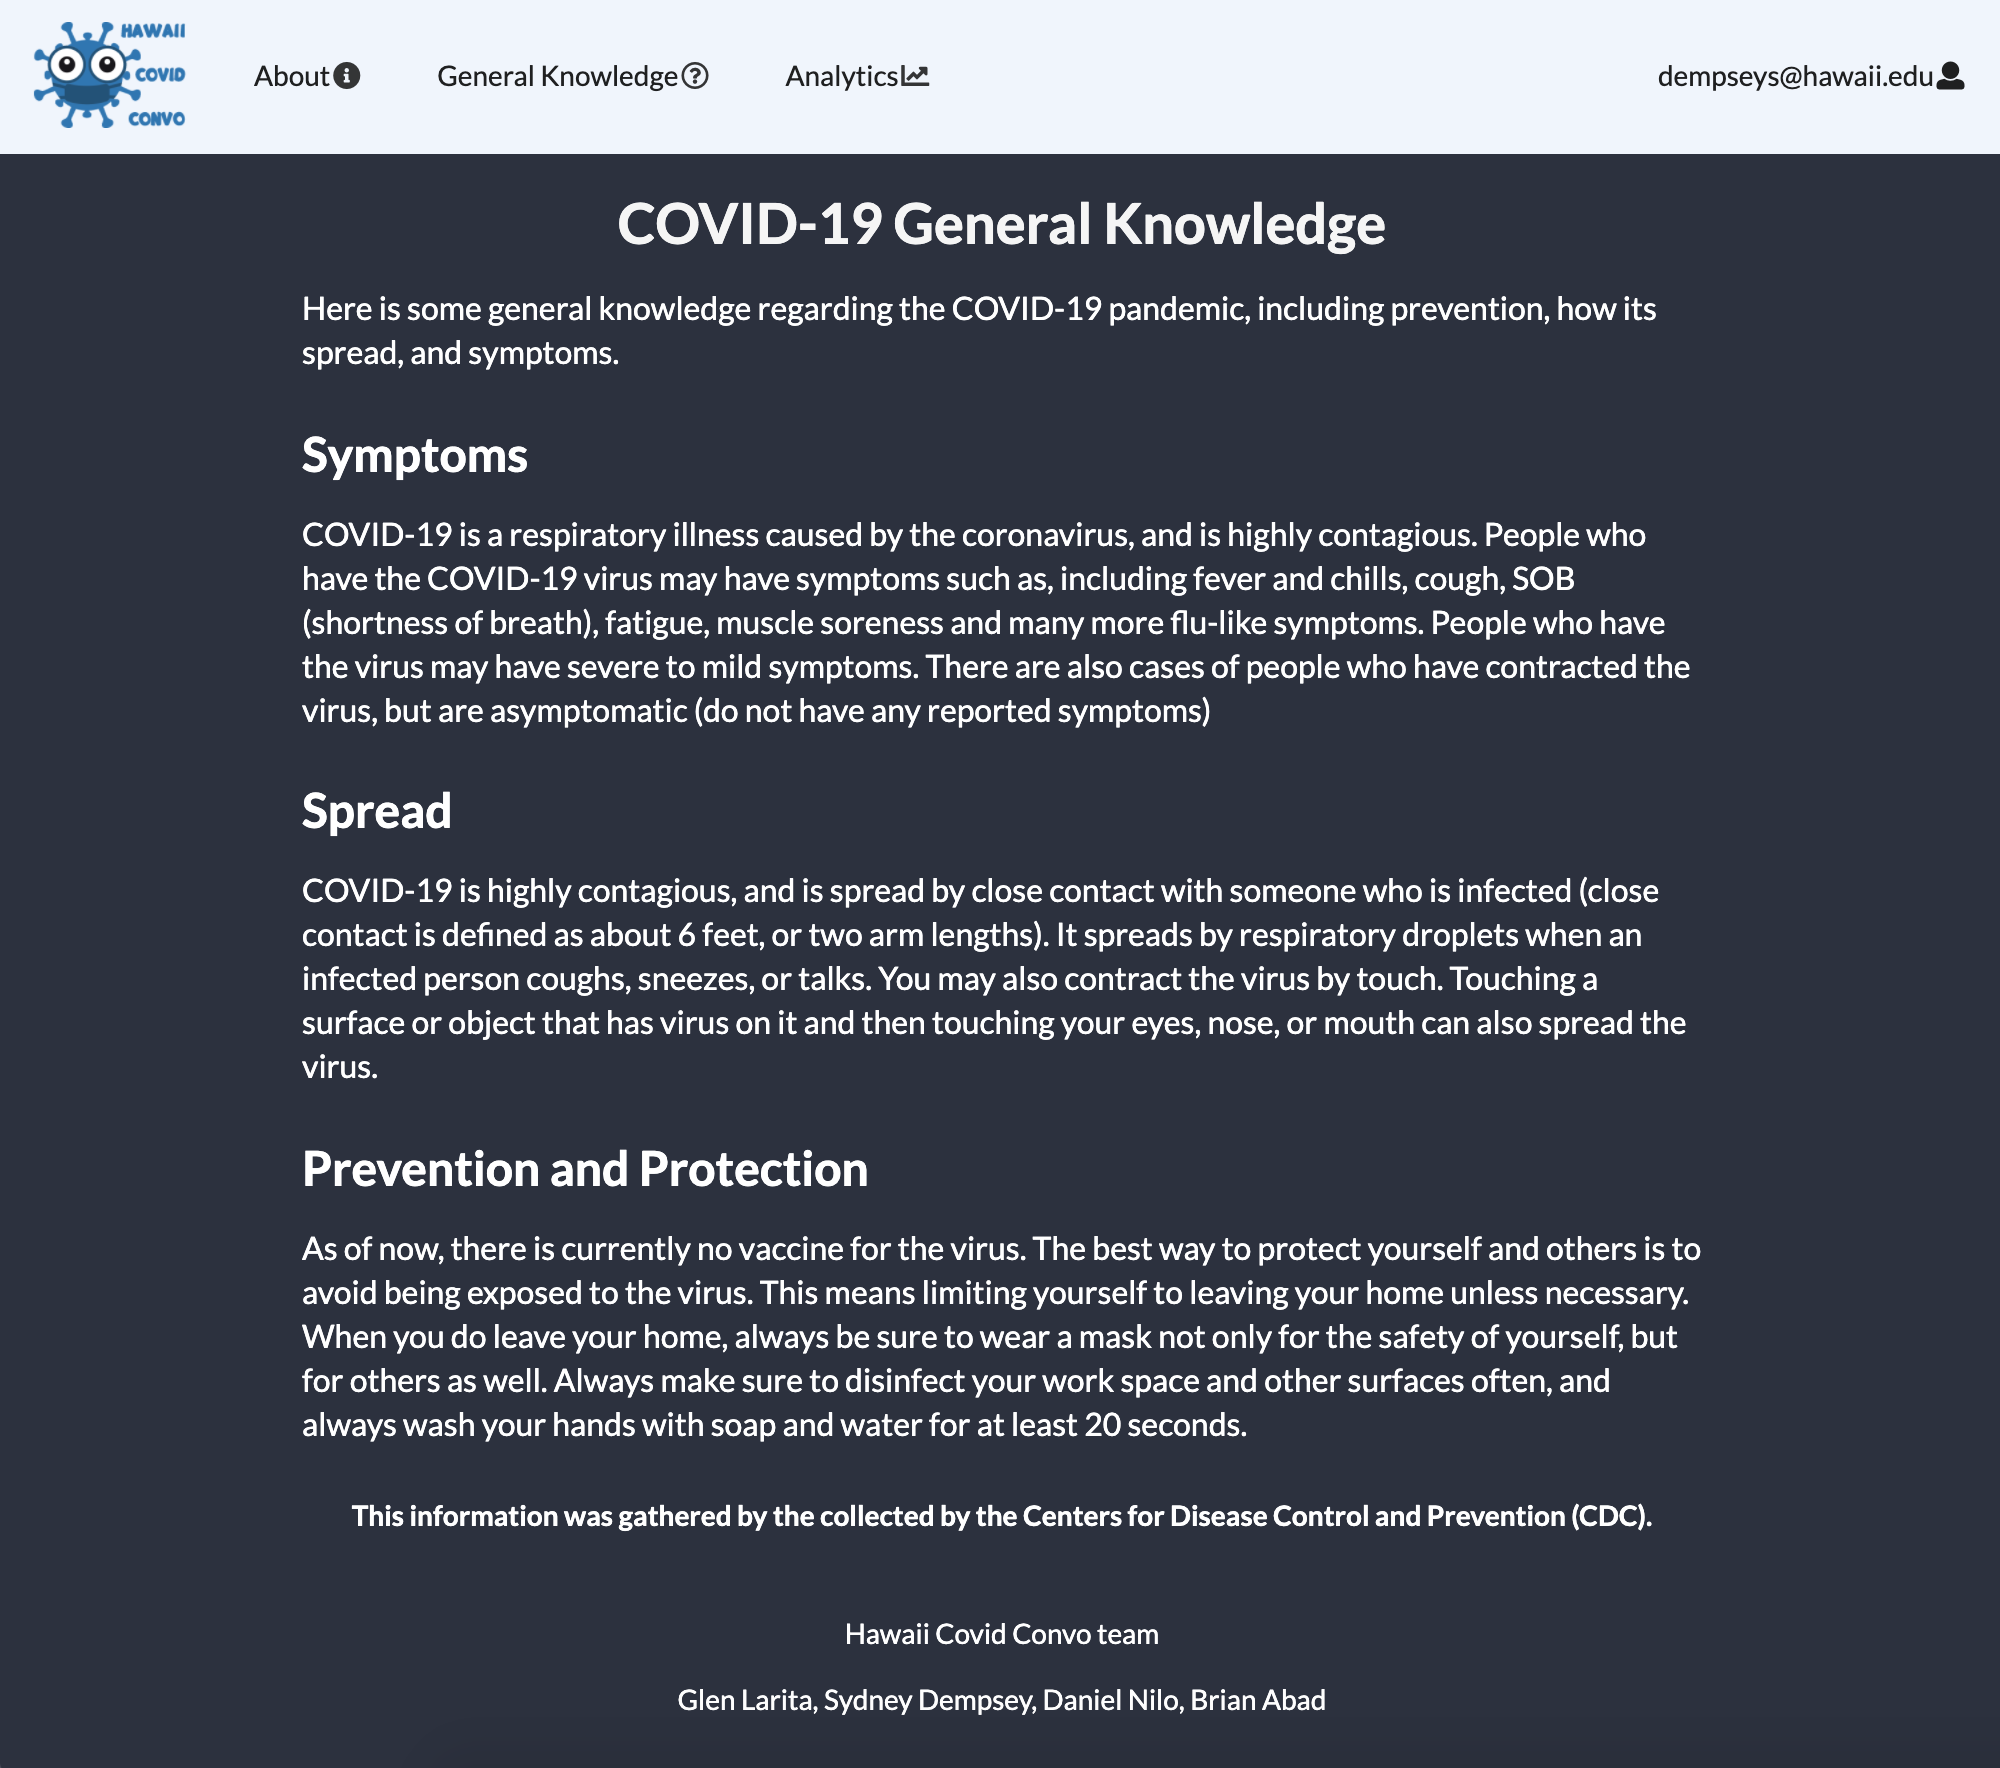 HAWAII
COVID
CONVO
About
General Knowledge
Analytics
dempseys@hawaii.edu
COVID-19 General Knowledge
Here is some general knowledge regarding the COVID-19 pandemic, including prevention, how its
spread, and symptoms.
Symptoms
COVID-19 is a respiratory illness caused by the coronavirus, and is highly contagious. People who
have the COVID-19 virus may have symptoms such as, including fever and chills, cough, SOB
(shortness of breath), fatigue, muscle soreness and many more flu-like symptoms. People who have
the virus may have severe to mild symptoms. There are also cases of people who have contracted the
virus, but are asymptomatic (do not have any reported symptoms)
Spread
COVID-19 is highly contagious, and is spread by close contact with someone who is infected (close
contact is defined as about 6 feet, or two arm lengths). It spreads by respiratory droplets when an
infected person coughs, sneezes, or talks. You may also contract the virus by touch. Touching a
surface or object that has virus on it and then touching your eyes, nose, or mouth can also spread the
virus.
Prevention and Protection
As of now, there is currently no vaccine for the virus. The best way to protect yourself and others is to
avoid being exposed to the virus. This means limiting yourself to leaving your home unless necessary.
When you do leave your home, always be sure to wear a mask not only for the safety of yourself, but
for others as well. Always make sure to disinfect your work space and other surfaces often, and
always wash your hands with soap and water for at least 20 seconds.
This information was gathered by the collected by the Centers for Disease Control and Prevention (CDC).
Hawaii Covid Convo team
Glen Larita, Sydney Dempsey, Daniel Nilo, Brian Abad